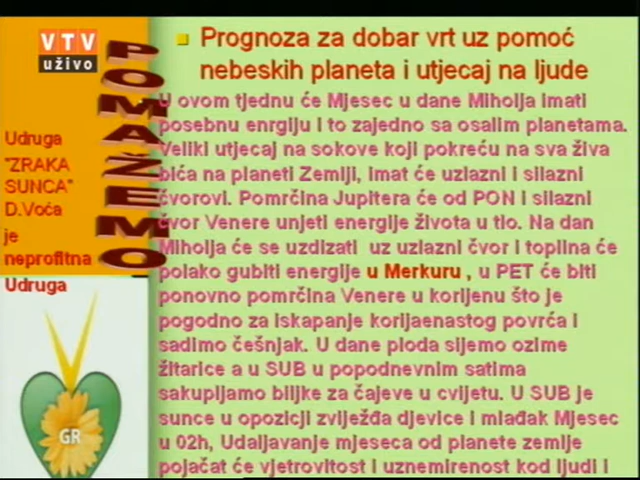 VTV
uživo
POMAŽEMO
Udruga
"ZRAKA
SUNCA"
D.Voća
je
neprofitna
Udruga
GR
Prognoza za dobar vrt uz pomoć
nebeskih planeta i utjecaj na ljude
U ovom tjednu će Mjesec u dane Miholja imati
posebnu enrgiju i to zajedno sa osalim planetama.
Veliki utjecaj na sokove koji pokreću na sva živa
bića na planeti Zemlji, imat će uzlazni i silazni
čvorovi. Pomrčina Jupitera će od PON i silazni
čvor Venere unjeti energije života u tlo. Na dan
Miholja će se uzdizati uz uzlazni čvor i toplina će
polako gubiti energije u Merkuru , u PET će biti
ponovno pomrčina Venere u korijenu što je
pogodno za iskapanje korijaenastog povrća i
sadimo češnjak. U dane ploda sijemo ozime
žitarice a u SUB u popodnevnim satima
sakupljamo biljke za čajeve u cvijetu. U SUB je
sunce u opoziciji zviježđa djevice i mlađak Mjesec
u 02h, Udaljavanje mjeseca od planete zemlje
pojačat će vjetrovitost i uznemirenost kod ljudi i